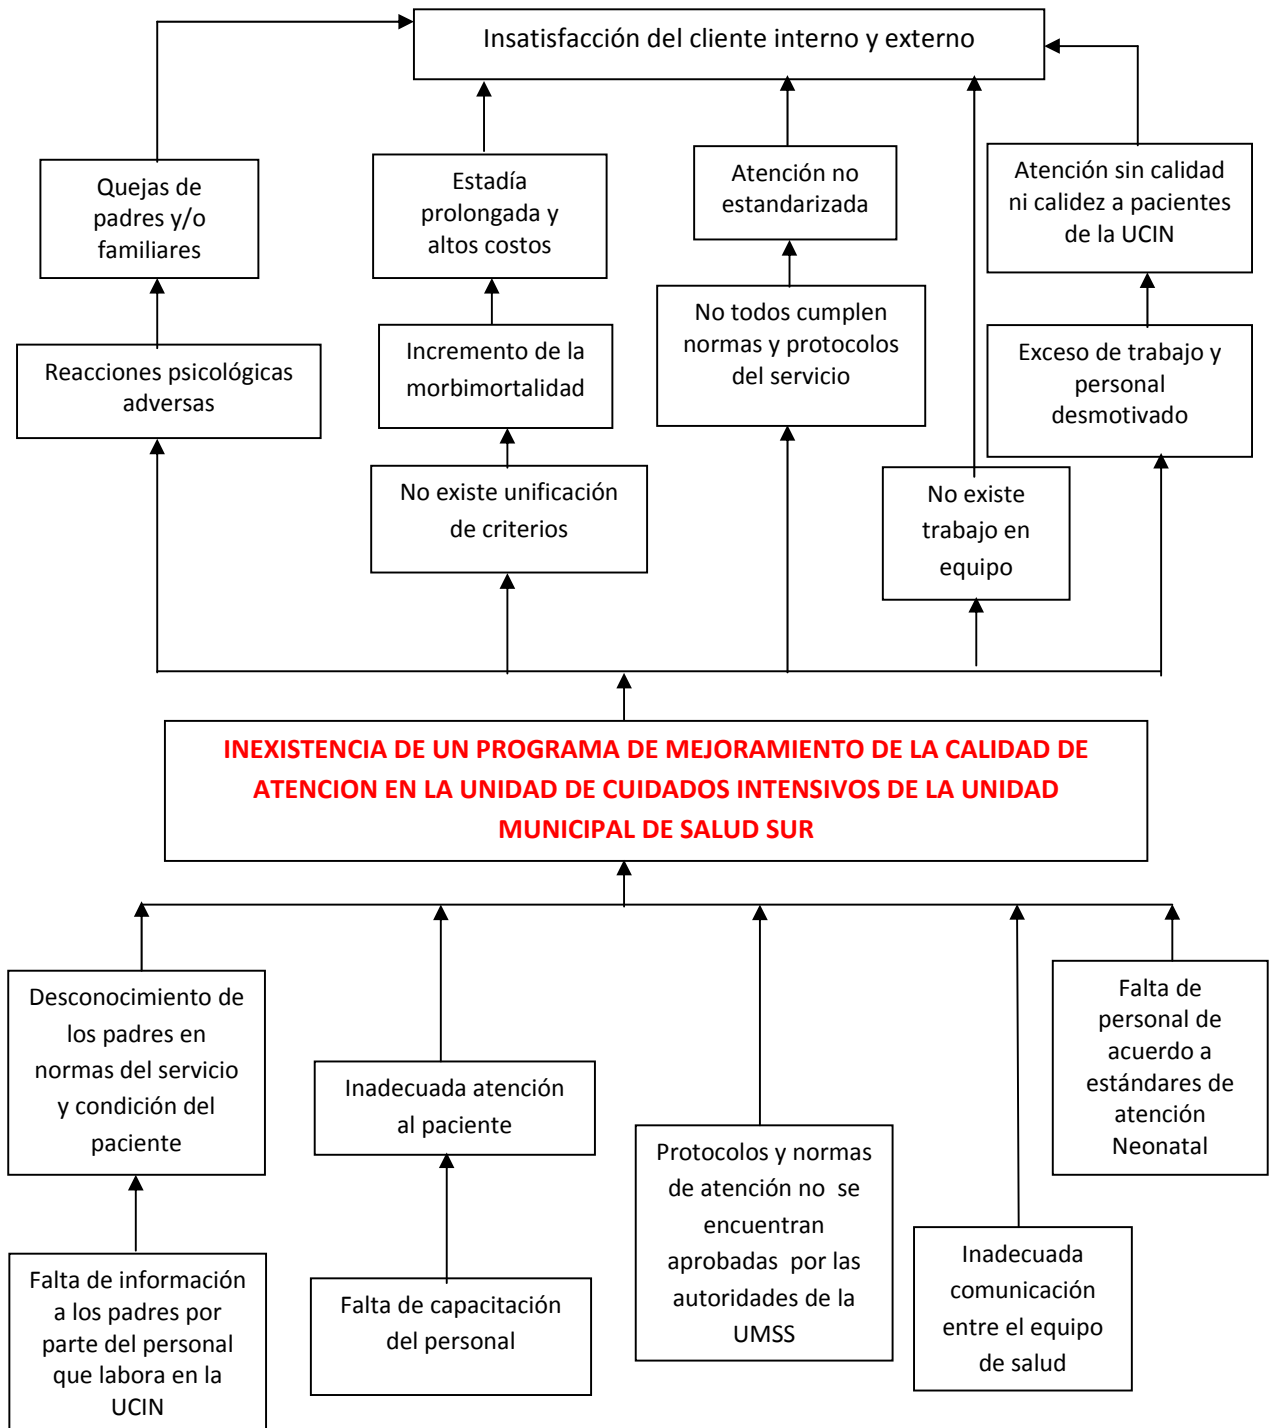 Insatisfacción del cliente interno y externo
Quejas de
padres y/o
familiares
Estadía
prolongada y
altos costos
Atención no
estandarizada
Atención sin calidad
ni calidez a pacientes
de la UCIN
Reacciones psicológicas
adversas
Incremento de la
morbimortalidad
No todos cumplen
normas y protocolos
del servicio
Exceso de trabajo y
personal
desmotivado
No existe unificación
de criterios
No existe
trabajo en
equipo
INEXISTENCIA DE UN PROGRAMA DE MEJORAMIENTO DE LA CALIDAD DE
ATENCION EN LA UNIDAD DE CUIDADOS INTENSIVOS DE LA UNIDAD
MUNICIPAL DE SALUD SUR
Desconocimiento de
los padres en
normas del servicio
y condición del
paciente
Inadecuada atención
al paciente
Protocolos y normas
de atención no se
encuentran
aprobadas por las
autoridades de la
UMSS
Falta de
personal de
acuerdo a
estándares de
atención
Neonatal
Falta de información
a los padres por
parte del personal
que labora en la
UCIN
Falta de capacitación
del personal
Inadecuada
comunicación
entre el equipo
de salud